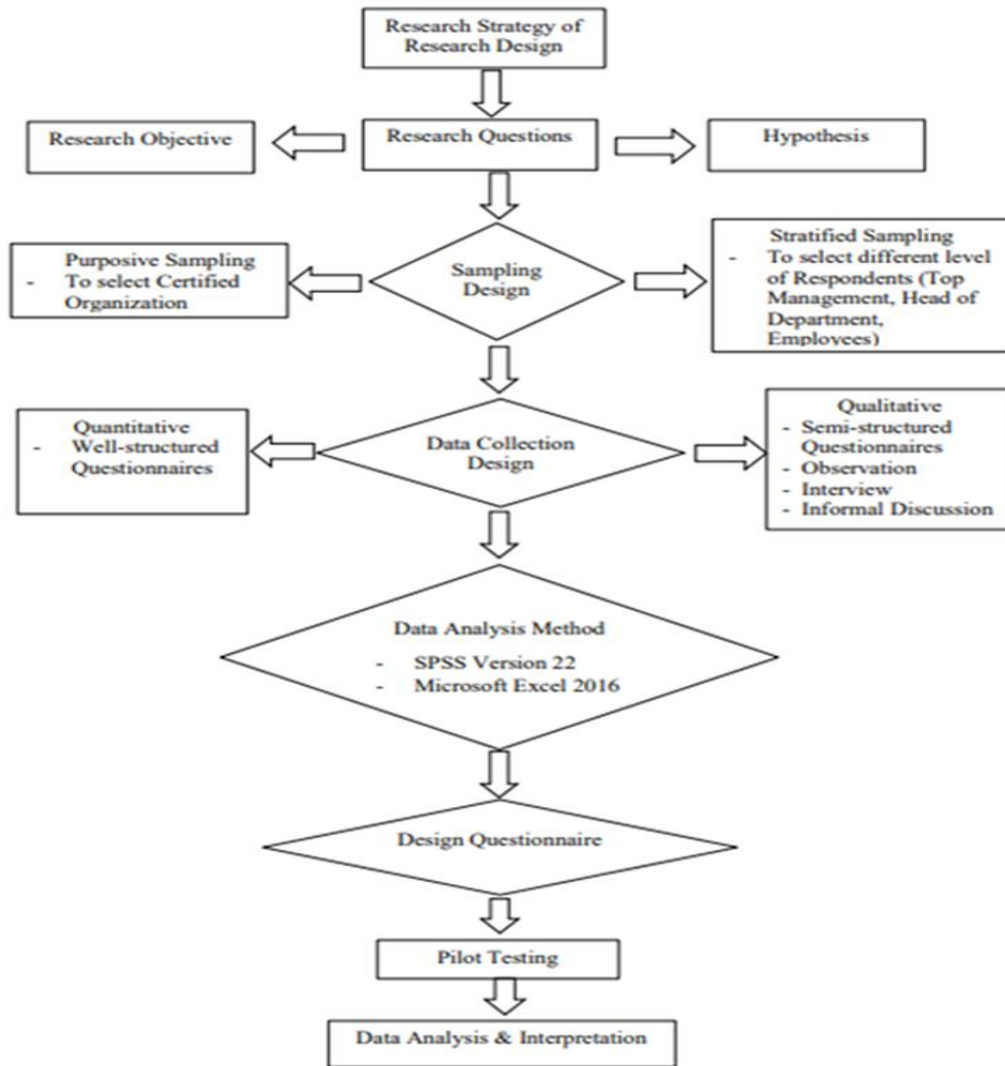 Research Strategy of
Research Design
Research Objective
Research Questions
Hypothesis
Purposive Sampling
- To select Certified
Organization
Sampling
Design
Stratified Sampling
- To select different level
of Respondents (Top
Management, Head of
Department,
Employees)
Quantitative
- Well-structured
Questionnaires
Data Collection
Design
Qualitative
- Semi-structured
Questionnaires
- Observation
- Interview
- Informal Discussion
Data Analysis Method
- SPSS Version 22
- Microsoft Excel 2016
Design Questionnaire
Pilot Testing
Data Analysis & Interpretation